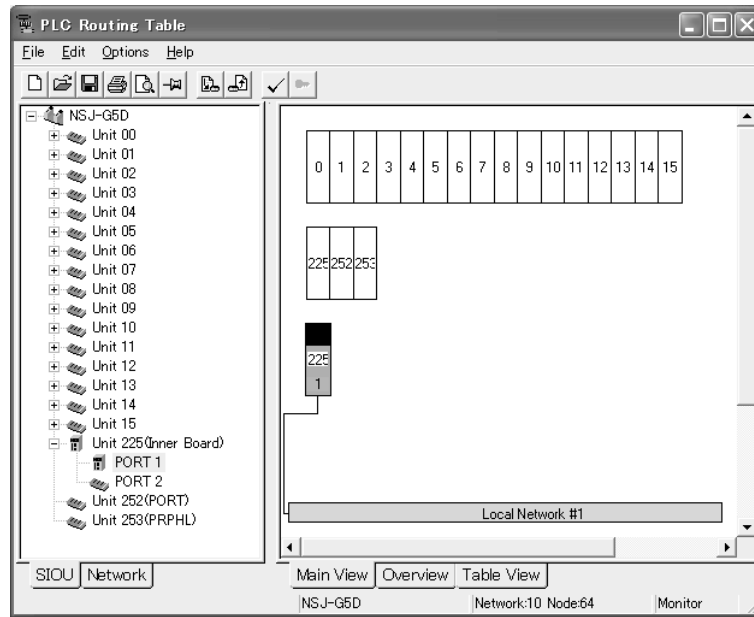 PLC Routing Table
File Edit Options Help
NSJ-G5D
Unit 00
Unit 01
Unit 02
Unit 03
Unit 04
Unit 05
Unit 06
Unit 07
Unit 08
Unit 09
Unit 10
Unit 11
Unit 12
Unit 13
Unit 14
Unit 15
Unit 225(Inner Board)
PORT 1
PORT 2
Unit 252(PORT)
Unit 253(PRPHL)
SIOU Network
0 1 2 3 4 5 6 7 8 9 10 11 12 13 14 15
225 252 253
225
1
Local Network #1
Main View Overview Table View
NSJ-G5D Network:10 Node:64 Monitor